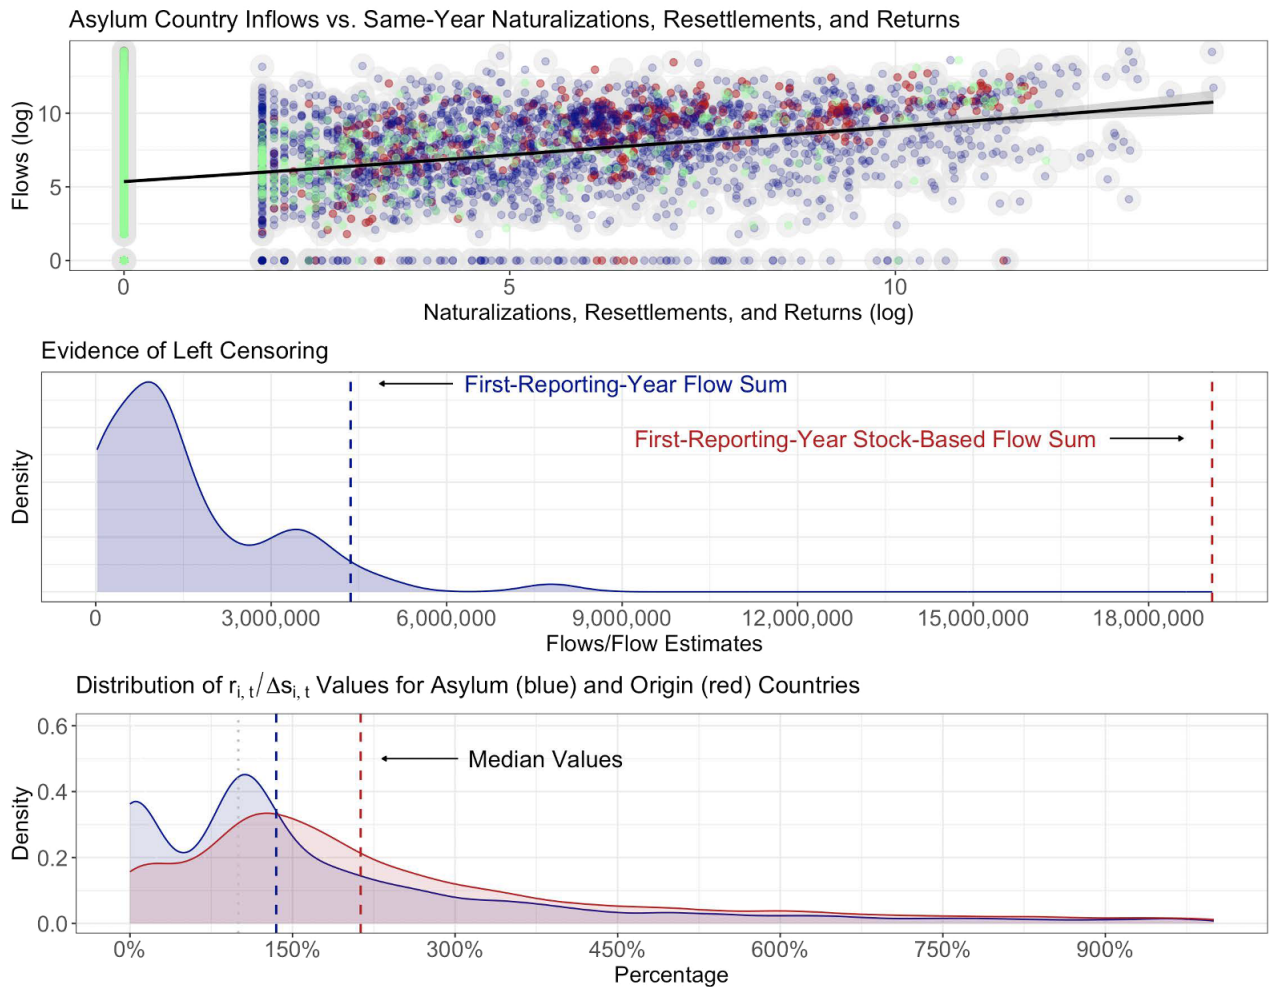 Asylum Country Inflows vs. Same-Year Naturalizations, Resettlements, and Returns
Flows (log)
10
5
0
0 5 10
Naturalizations, Resettlements, and Returns (log)
Evidence of Left Censoring
First-Reporting-Year Flow Sum
First-Reporting-Year Stock-Based Flow Sum
Density
0 3,000,000 6,000,000 9,000,000 12,000,000 15,000,000 18,000,000
Flows/Flow Estimates
Distribution of r_{i,t}/Δs_{i,t} Values for Asylum (blue) and Origin (red) Countries
Median Values
Density
0.6
0.4
0.2
0.0
0% 150% 300% 450% 600% 750% 900%
Percentage